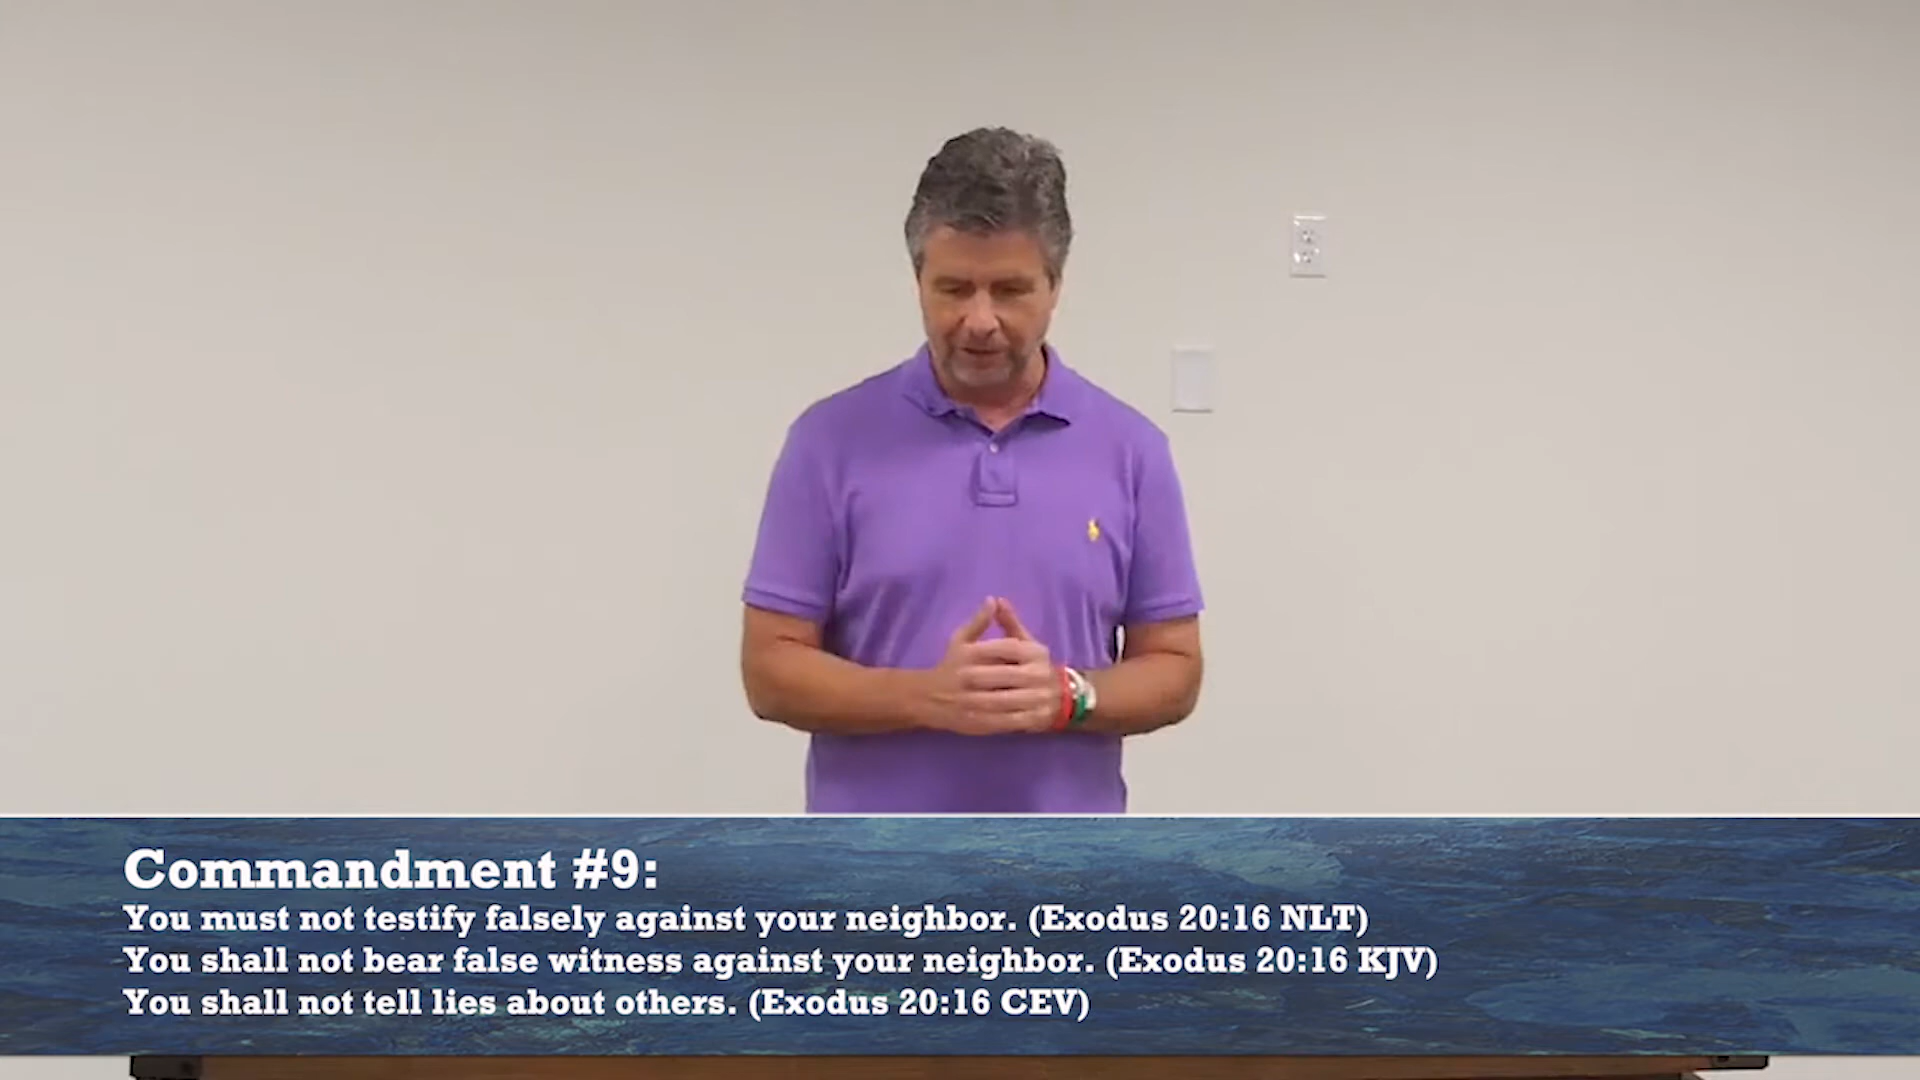 Commandment #9:
You must not testify falsely against your neighbor. (Exodus 20:16 NLT)
You shall not bear false witness against your neighbor. (Exodus 20:16 KJV)
You shall not tell lies about others. (Exodus 20:16 CEV)